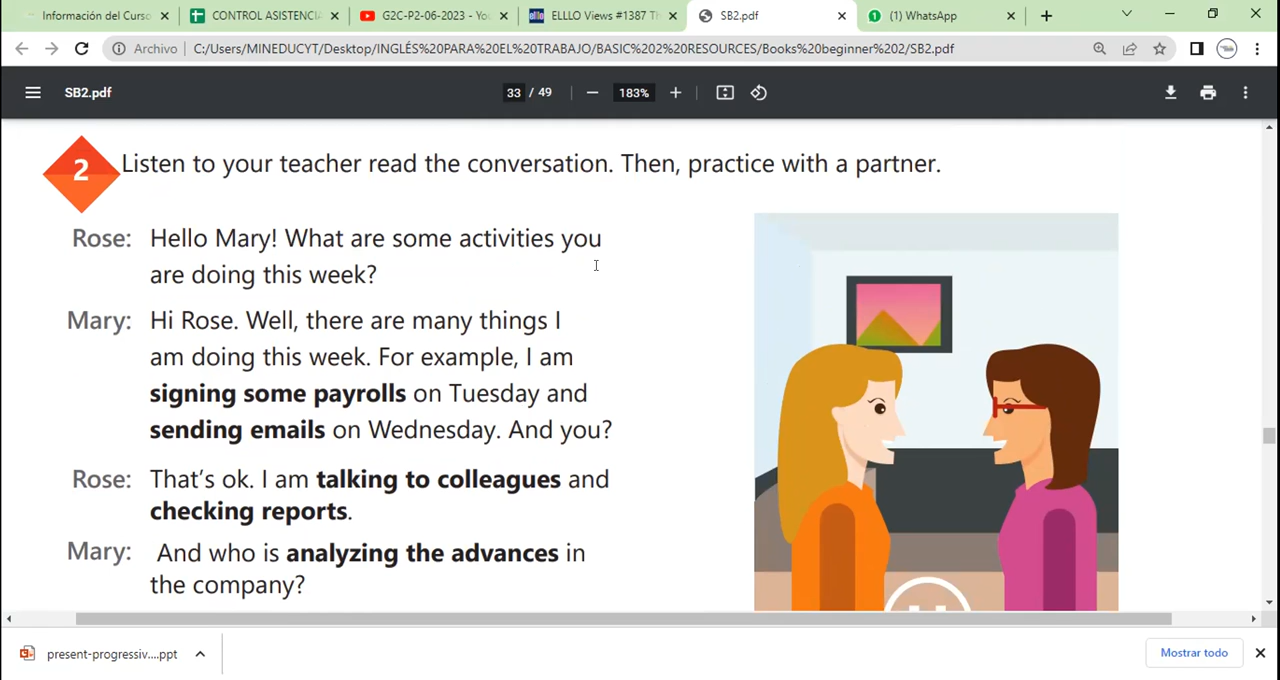 Información del Curso
CONTROL ASISTENCIA
G2C-P2-06-2023 - You
ELLLO Views #1387 Th
SB2.pdf
(1) WhatsApp
Archivo
C:/Users/MINEDUCYT/Desktop/INGLÉS%20PARA%20EL%20TRABAJO/BASIC%202%20RESOURCES/Books%20beginner%202/SB2.pdf
SB2.pdf
33 / 49
183%
2
Listen to your teacher read the conversation. Then, practice with a partner.
Rose: Hello Mary! What are some activities you
are doing this week?
Mary: Hi Rose. Well, there are many things I
am doing this week. For example, I am
signing some payrolls on Tuesday and
sending emails on Wednesday. And you?
Rose: That's ok. I am talking to colleagues and
checking reports.
Mary: And who is analyzing the advances in
the company?
present-progressiv....ppt
Mostrar todo